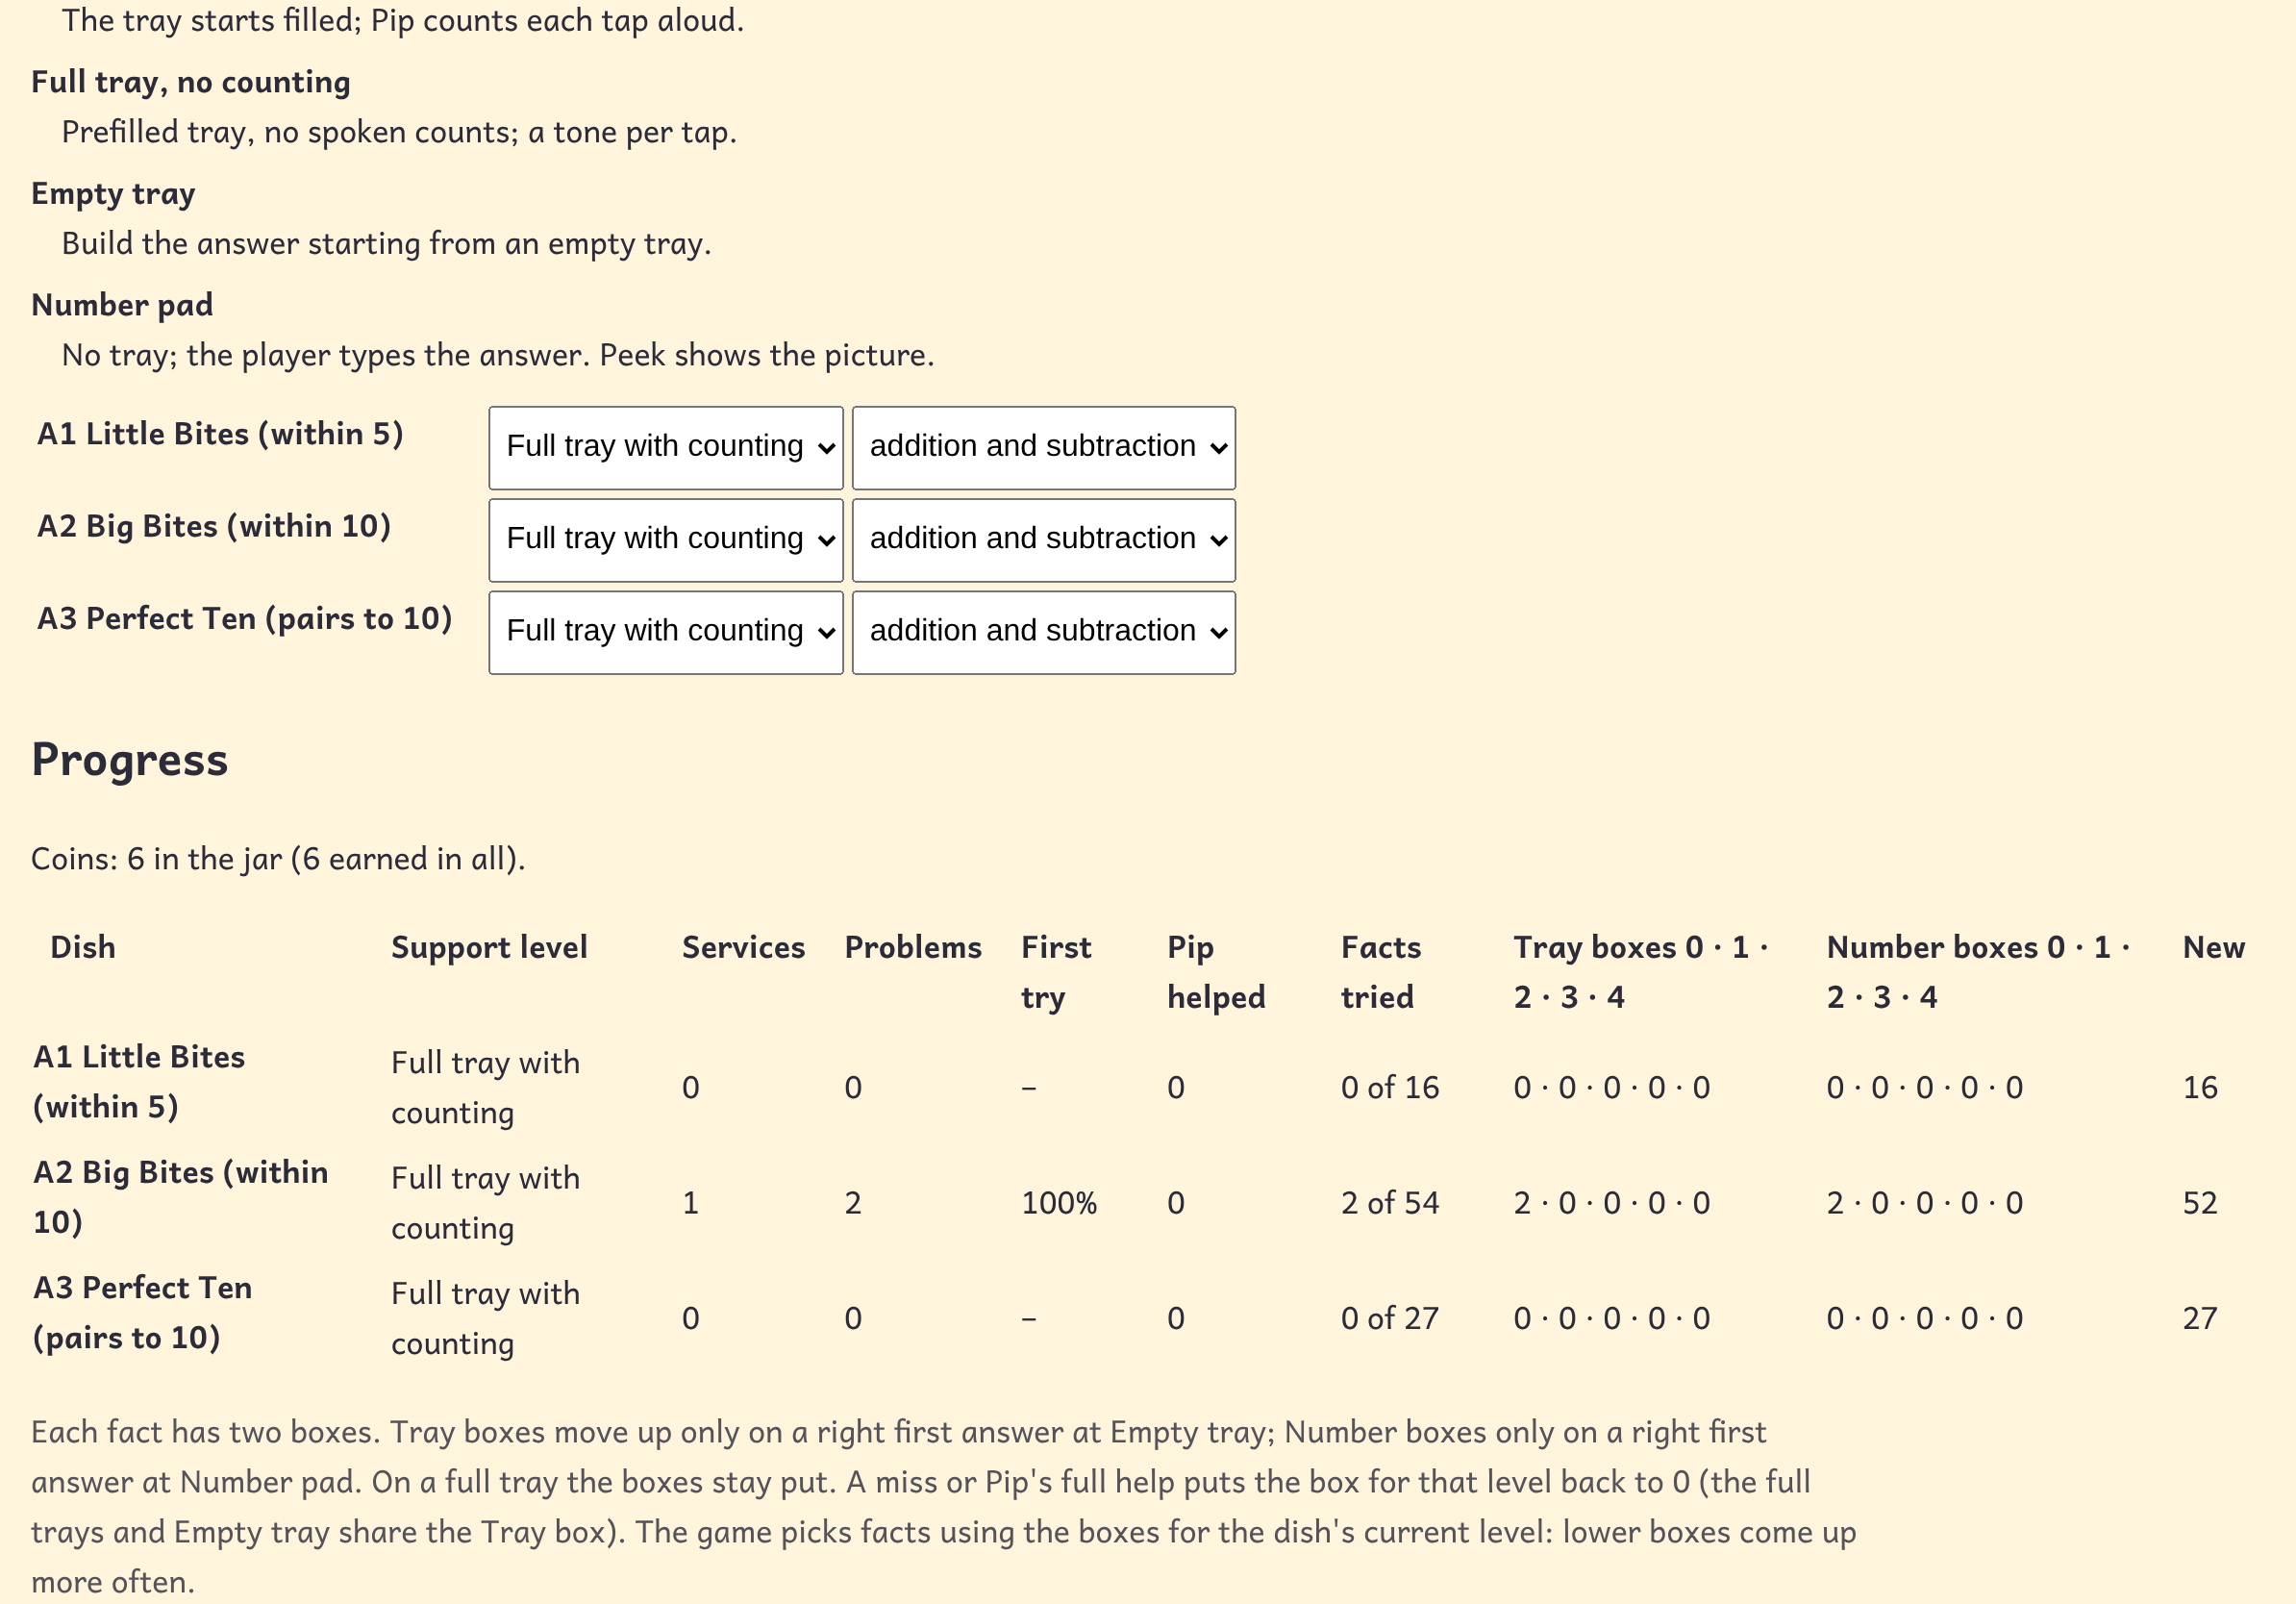 The tray starts filled; Pip counts each tap aloud.
Full tray, no counting
Prefilled tray, no spoken counts; a tone per tap.
Empty tray
Build the answer starting from an empty tray.
Number pad
No tray; the player types the answer. Peek shows the picture.
A1 Little Bites (within 5) Full tray with counting addition and subtraction
A2 Big Bites (within 10) Full tray with counting addition and subtraction
A3 Perfect Ten (pairs to 10) Full tray with counting addition and subtraction
Progress
Coins: 6 in the jar (6 earned in all).
Dish Support level Services Problems First Pip Facts Tray boxes 0 · 1 · Number boxes 0 · 1 · New
try helped tried 2 · 3 · 4 2 · 3 · 4
A1 Little Bites Full tray with
(within 5) counting 0 0 – 0 0 of 16 0 · 0 · 0 · 0 · 0 0 · 0 · 0 · 0 · 0 16
A2 Big Bites (within Full tray with
10) counting 1 2 100% 0 2 of 54 2 · 0 · 0 · 0 · 0 2 · 0 · 0 · 0 · 0 52
A3 Perfect Ten Full tray with
(pairs to 10) counting 0 0 – 0 0 of 27 0 · 0 · 0 · 0 · 0 0 · 0 · 0 · 0 · 0 27
Each fact has two boxes. Tray boxes move up only on a right first answer at Empty tray; Number boxes only on a right first
answer at Number pad. On a full tray the boxes stay put. A miss or Pip's full help puts the box for that level back to 0 (the full
trays and Empty tray share the Tray box). The game picks facts using the boxes for the dish's current level: lower boxes come up
more often.